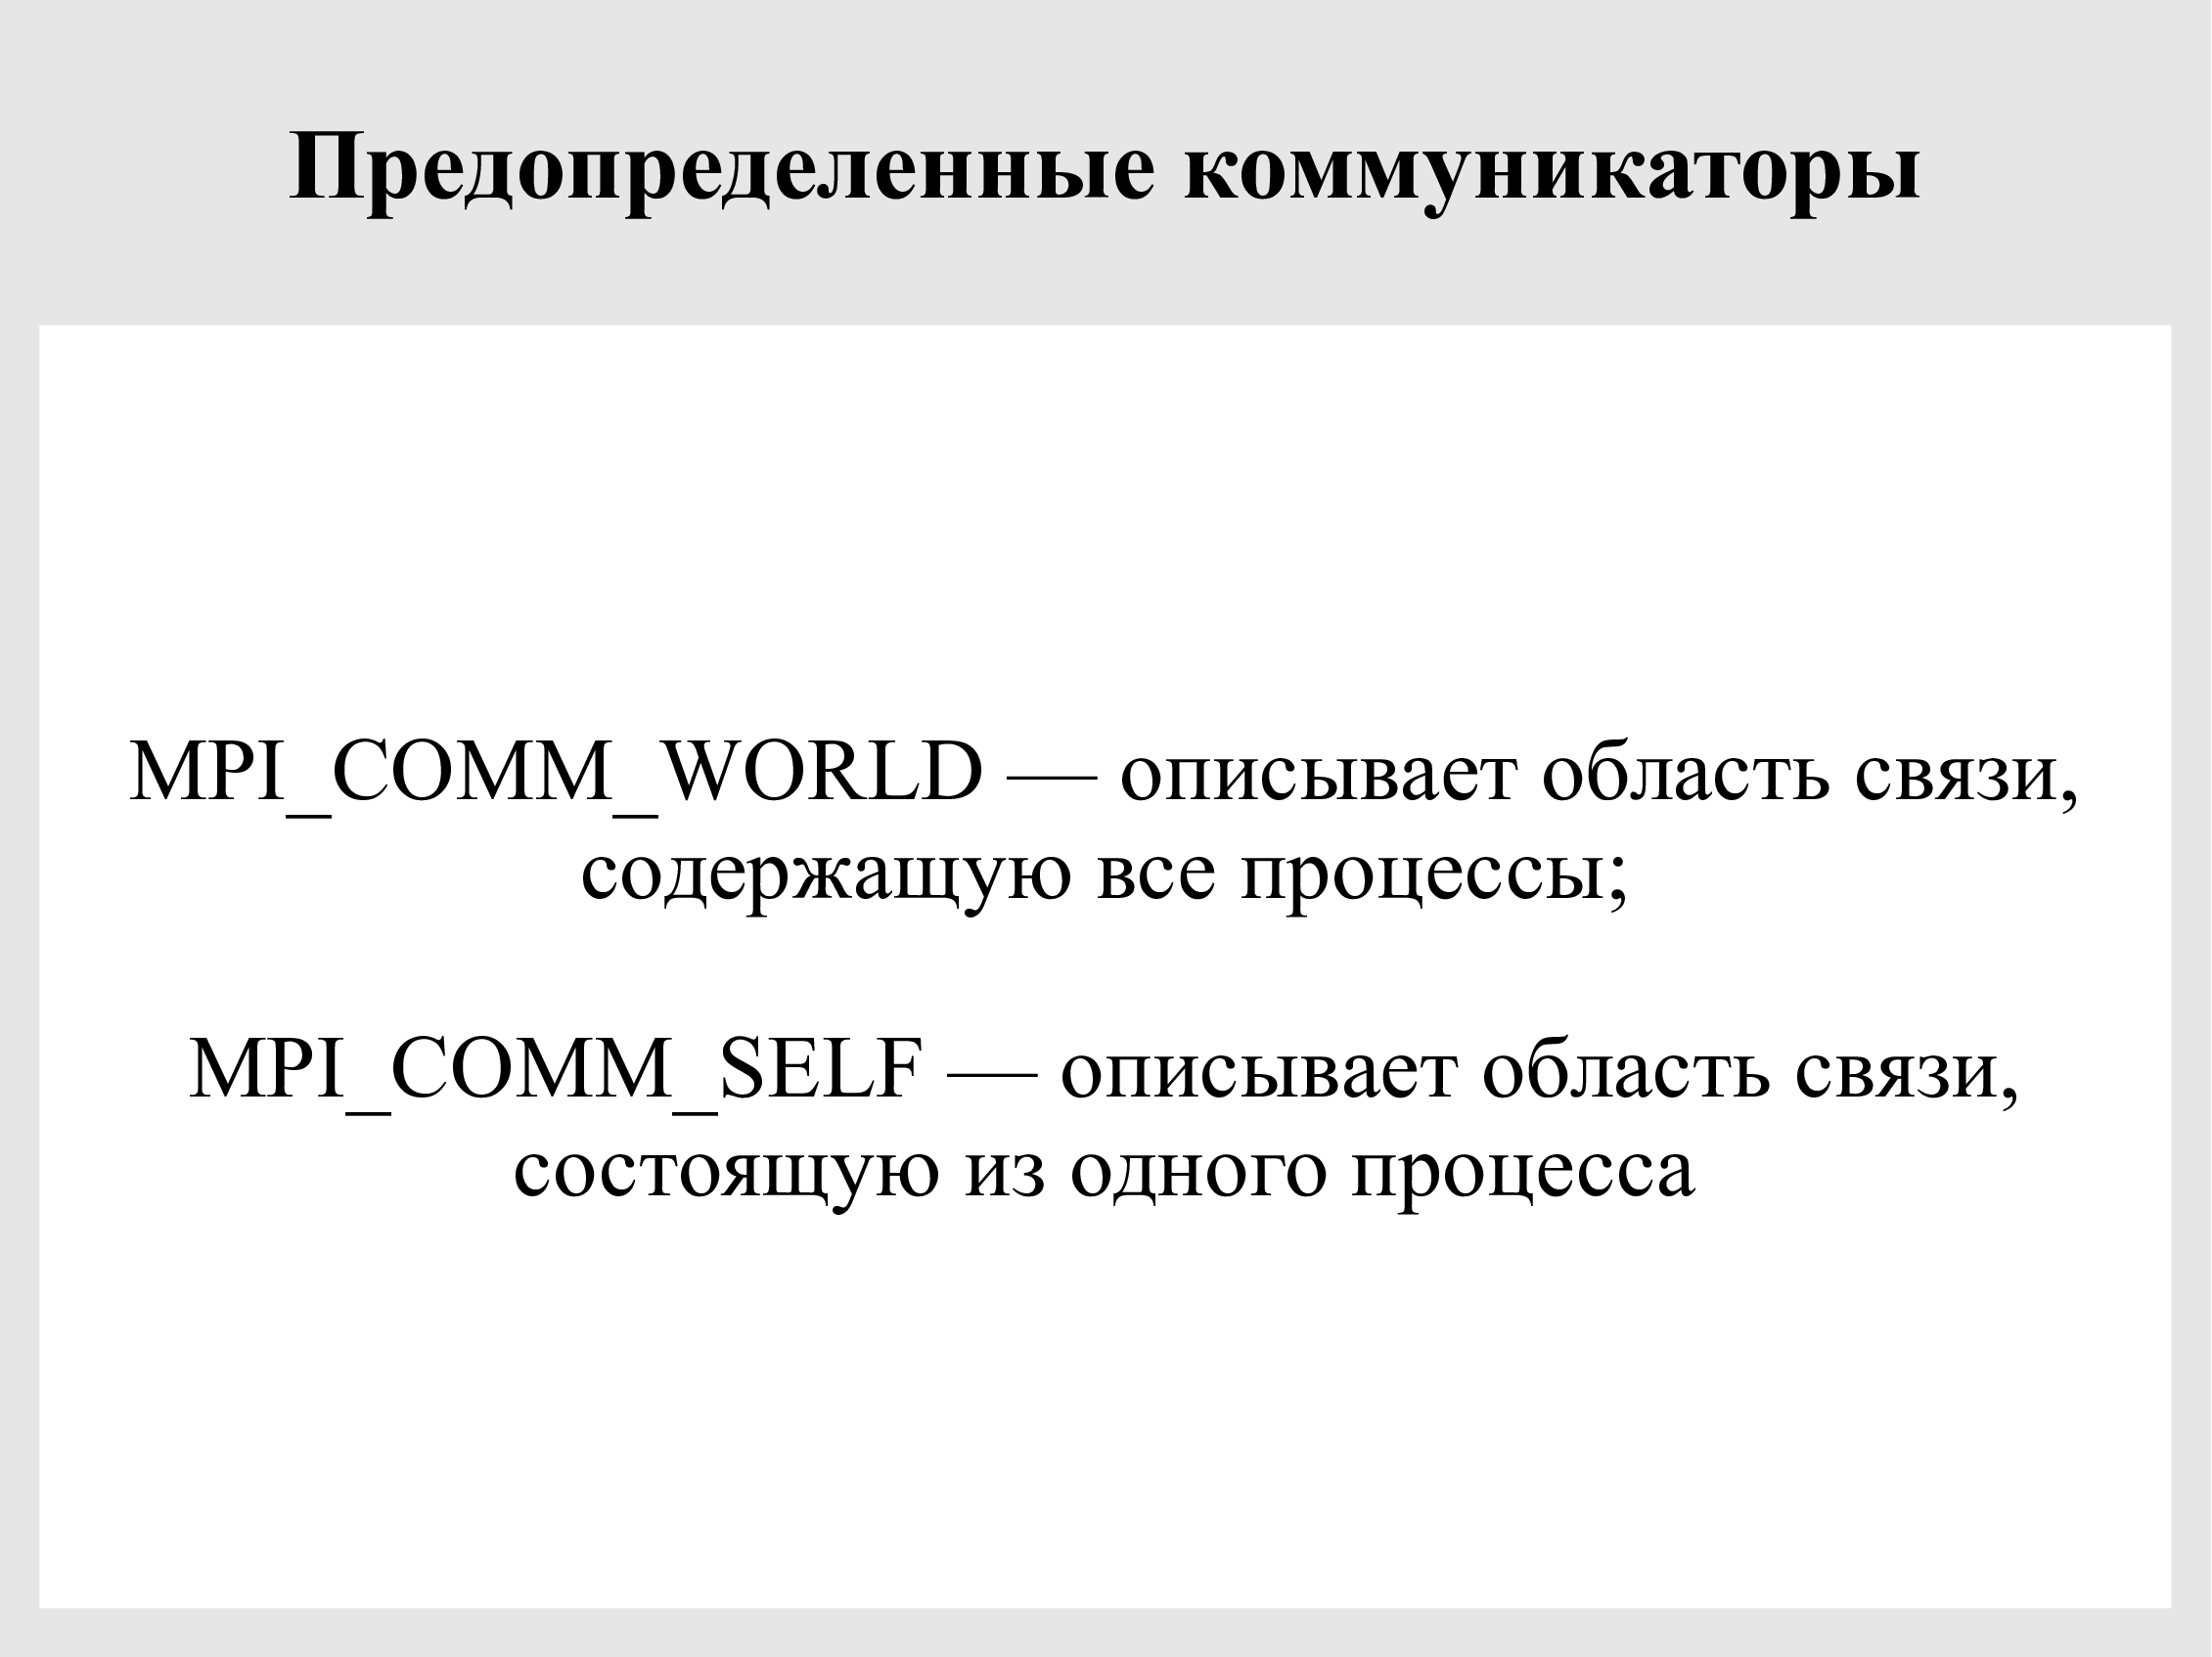 Предопределенные коммуникаторы
MPI_COMM_WORLD — описывает область связи,
содержащую все процессы;
MPI_COMM_SELF — описывает область связи,
состоящую из одного процесса